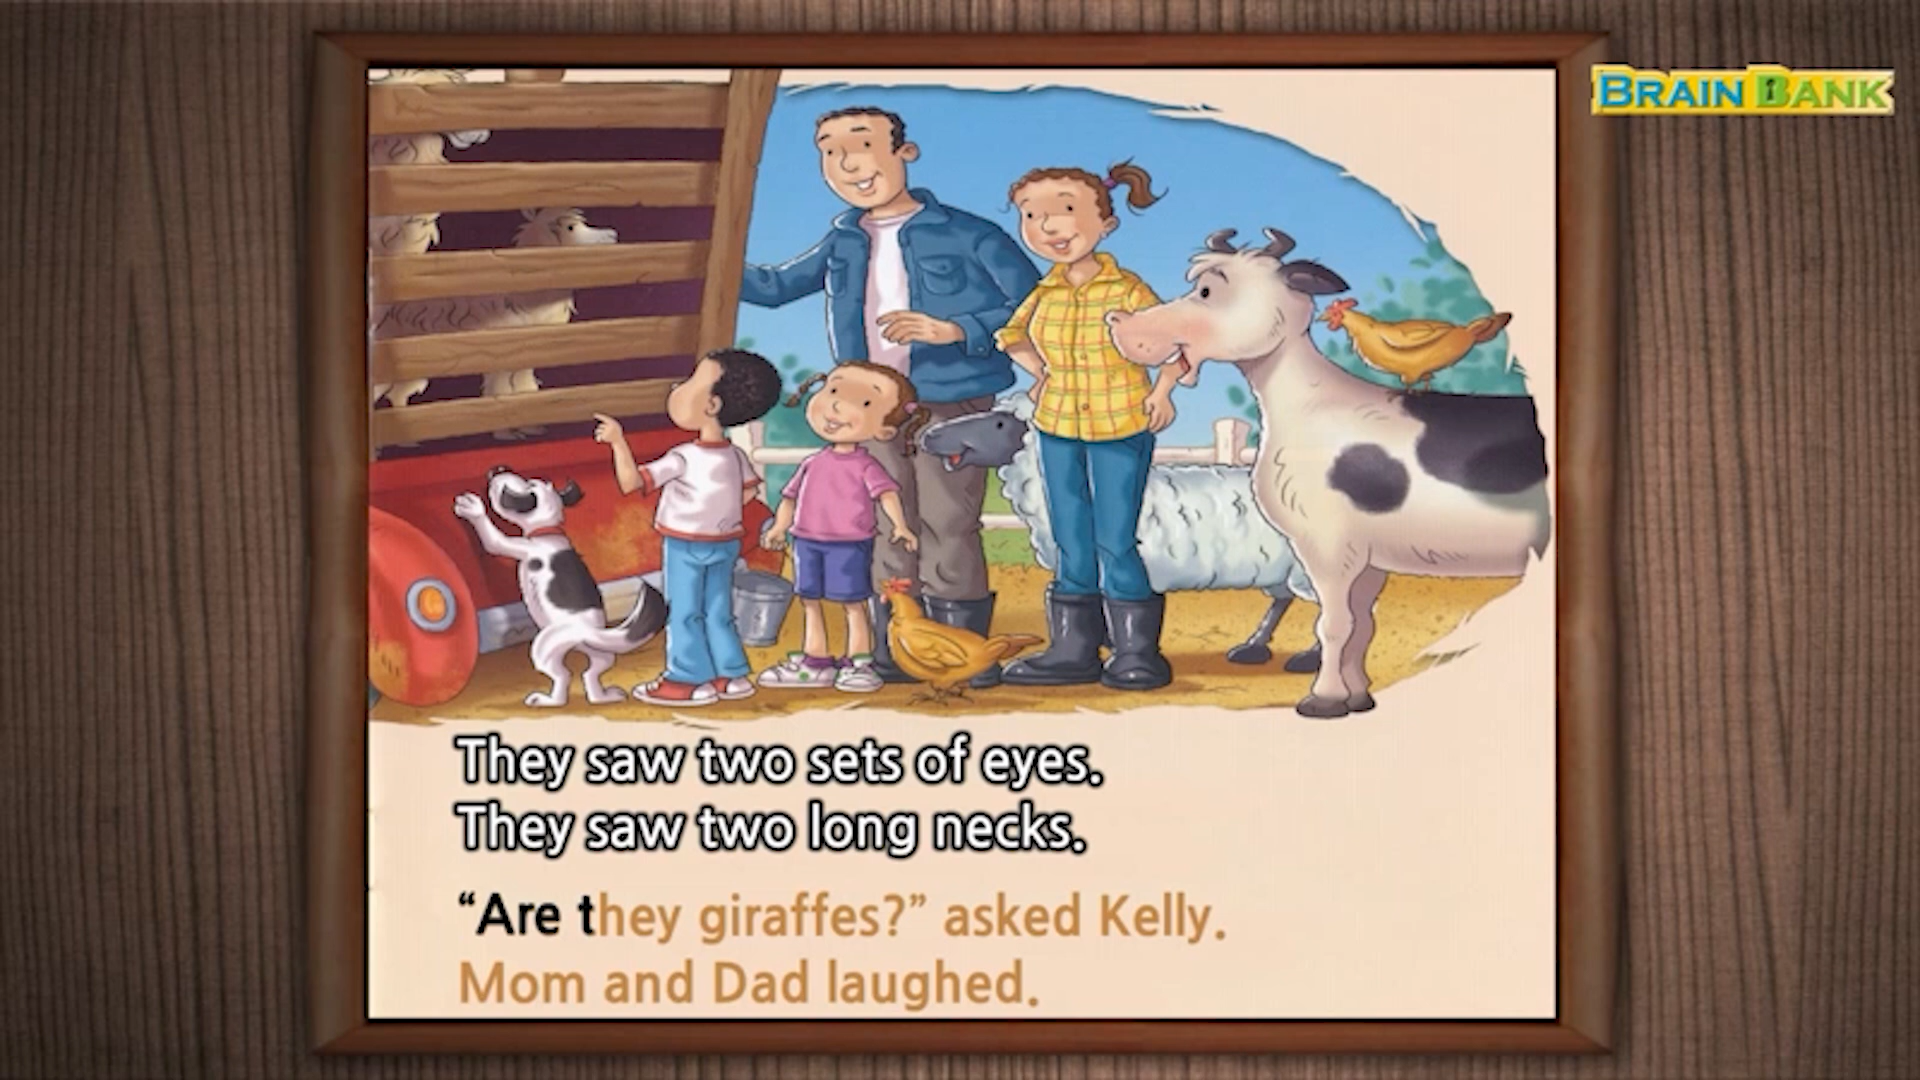 BRAIN BANK
They saw two sets of eyes.
They saw two long necks.
“Are they giraffes?” asked Kelly.
Mom and Dad laughed.